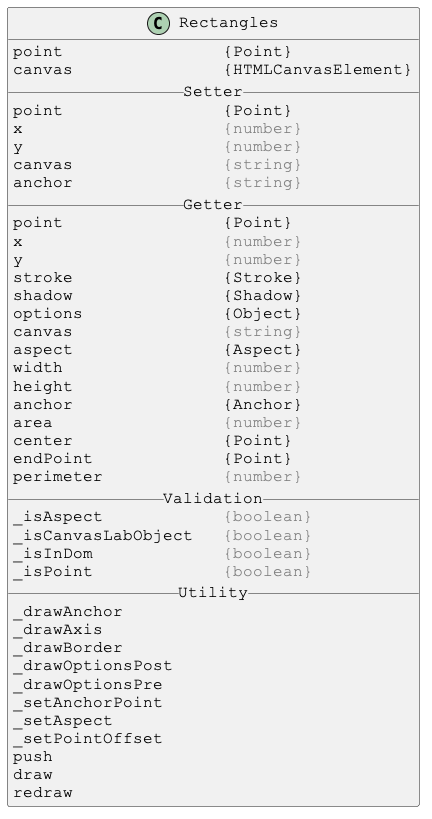 C Rectangles
point {Point}
canvas {HTMLCanvasElement}
Setter
point {Point}
x {number}
y {number}
canvas {string}
anchor {string}
Getter
point {Point}
x {number}
y {number}
stroke {Stroke}
shadow {Shadow}
options {Object}
canvas {string}
aspect {Aspect}
width {number}
height {number}
anchor {Anchor}
area {number}
center {Point}
endPoint {Point}
perimeter {number}
Validation
_isAspect {boolean}
_isCanvasLabObject {boolean}
_isInDom {boolean}
_isPoint {boolean}
Utility
_drawAnchor
_drawAxis
_drawBorder
_drawOptionsPost
_drawOptionsPre
_setAnchorPoint
_setAspect
_setPointOffset
push
draw
redraw